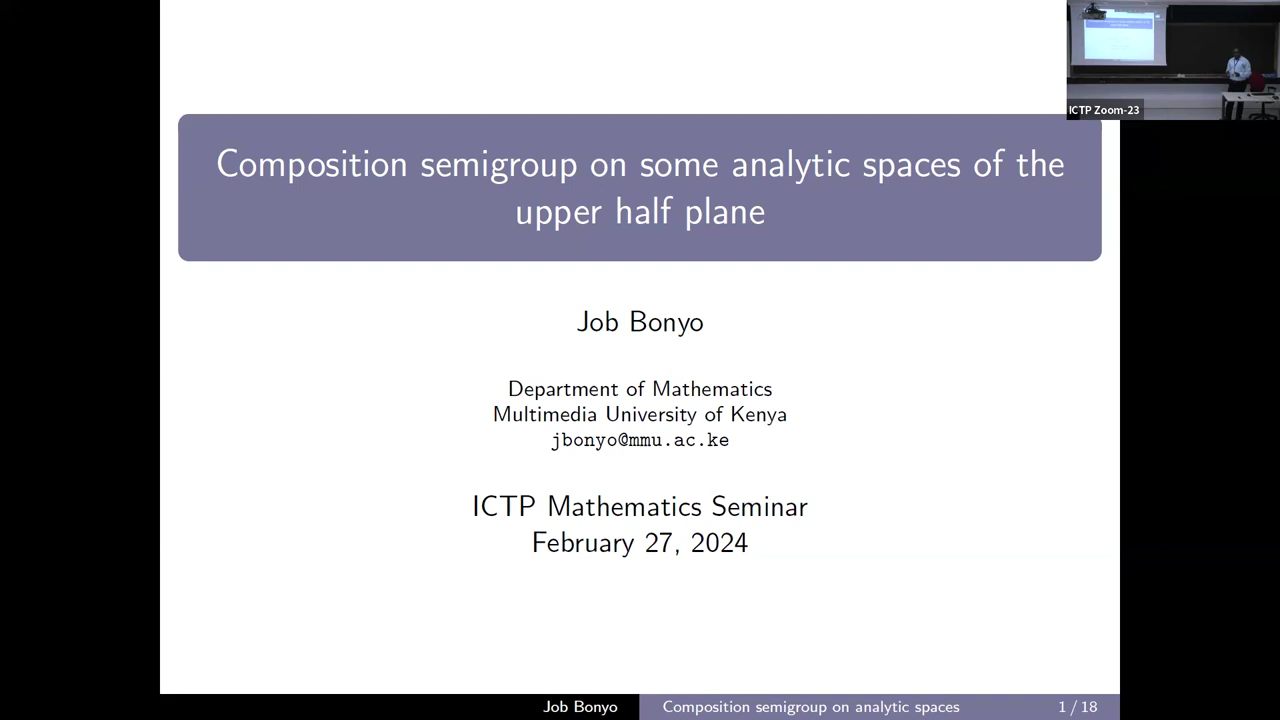 ICTP Zoom-23
Composition semigroup on some analytic spaces of the
upper half plane
Job Bonyo
Department of Mathematics
Multimedia University of Kenya
jbonyo@mmu.ac.ke
ICTP Mathematics Seminar
February 27, 2024
Job Bonyo
Composition semigroup on analytic spaces
1 / 18